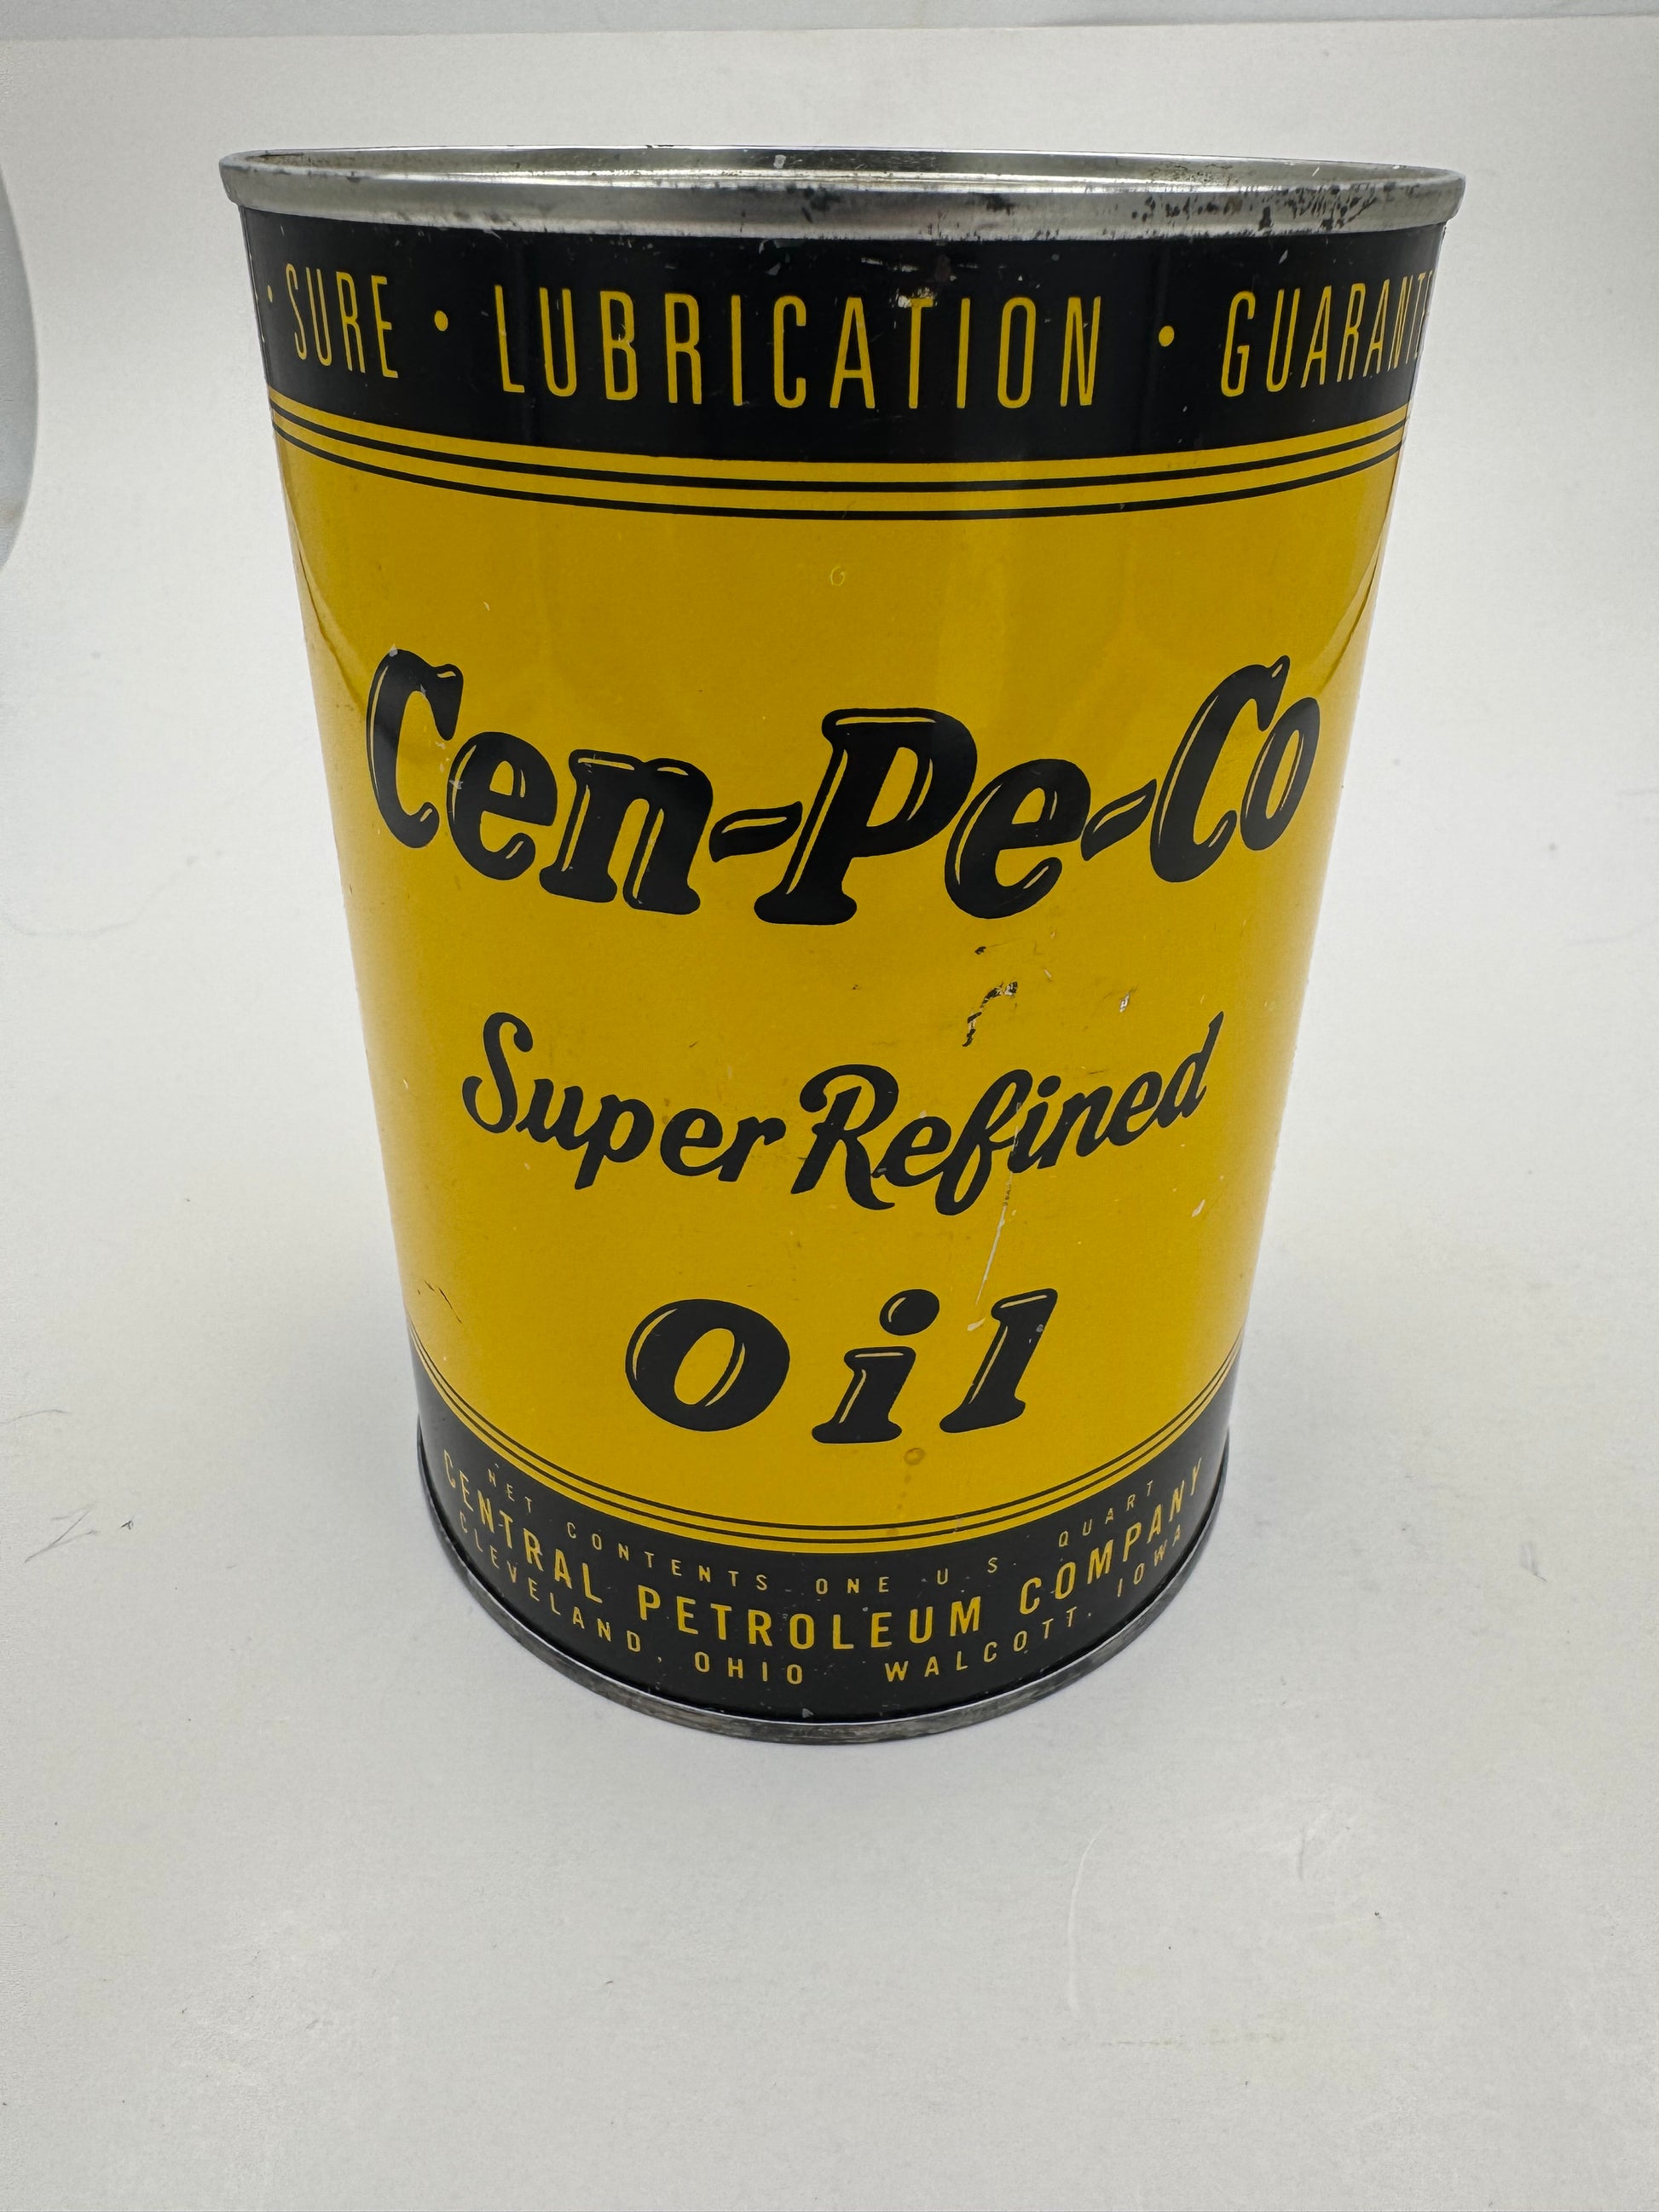 · SURE · LUBRICATION · GUARANTE
Cen-Pe-Co
Super Refined
Oil
NET CONTENTS ONE U. S. QUART
CENTRAL PETROLEUM COMPANY
CLEVELAND, OHIO WALCOTT, IOWA